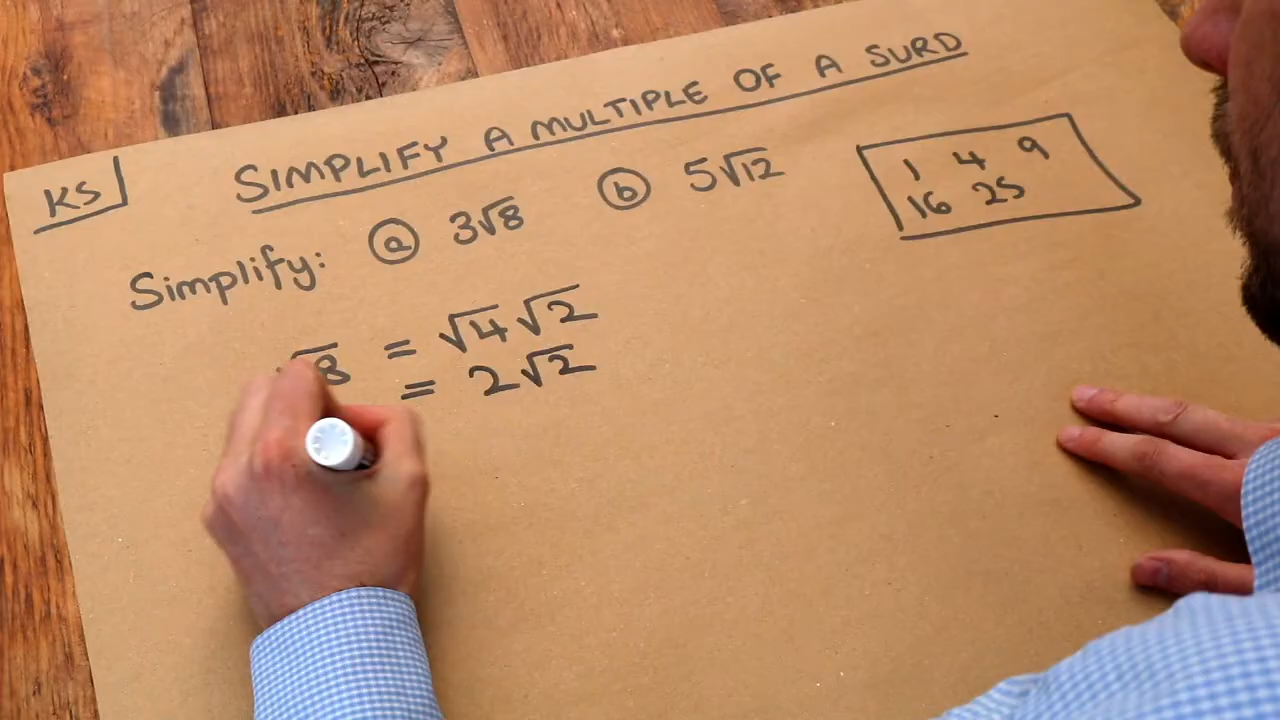 KS
SIMPLIFY A MULTIPLE OF A SURD
Simplify: ⓐ 3√8 ⓑ 5√12
1 4 9
16 25
√8 = √4√2
= 2√2